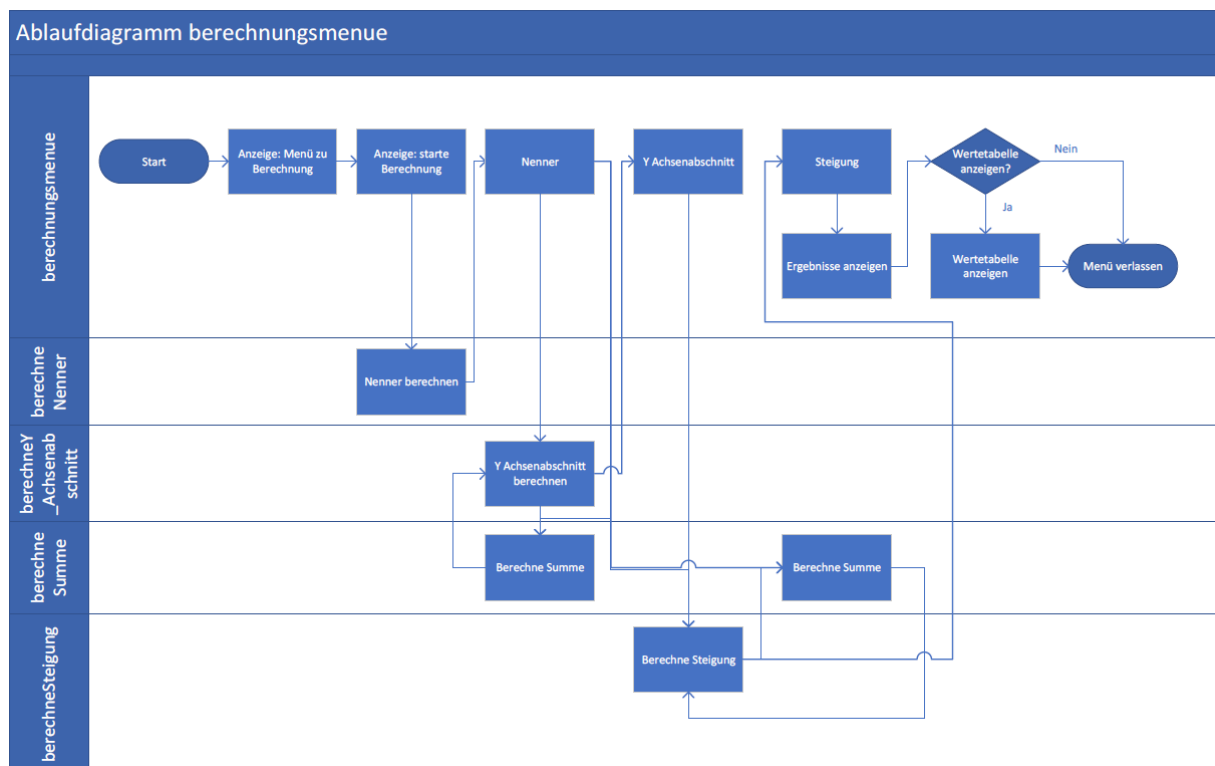 Ablaufdiagramm berechnungsmenue
berechnungsmenue
Start
Anzeige: Menü zu
Berechnung
Anzeige: starte
Berechnung
Nenner
Y Achsenabschnitt
Steigung
Wertetabelle
anzeigen?
Nein
Ja
Ergebnisse anzeigen
Wertetabelle
anzeigen
Menü verlassen
berechne
Nenner
Nenner berechnen
berechneY
_Achsenab
schnitt
Y Achsenabschnitt
berechnen
berechne
Summe
Berechne Summe
Berechne Summe
berechneSteigung
Berechne Steigung